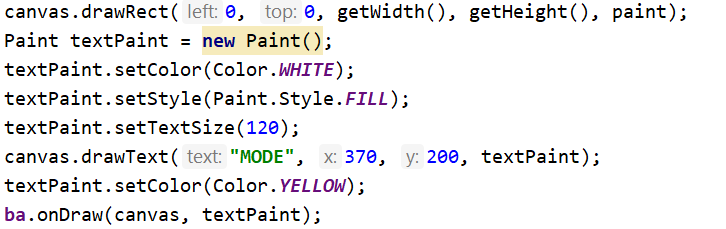 canvas.drawRect( left: 0, top: 0, getWidth(), getHeight(), paint);
Paint textPaint = new Paint();
textPaint.setColor(Color.WHITE);
textPaint.setStyle(Paint.Style.FILL);
textPaint.setTextSize(120);
canvas.drawText( text: "MODE", x: 370, y: 200, textPaint);
textPaint.setColor(Color.YELLOW);
ba.onDraw(canvas, textPaint);